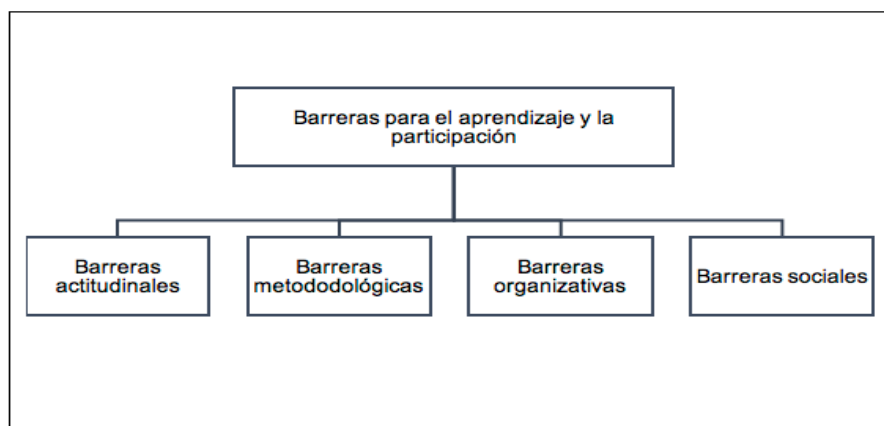 Barreras para el aprendizaje y la
participación
Barreras
actitudinales
Barreras
metododológicas
Barreras
organizativas
Barreras sociales